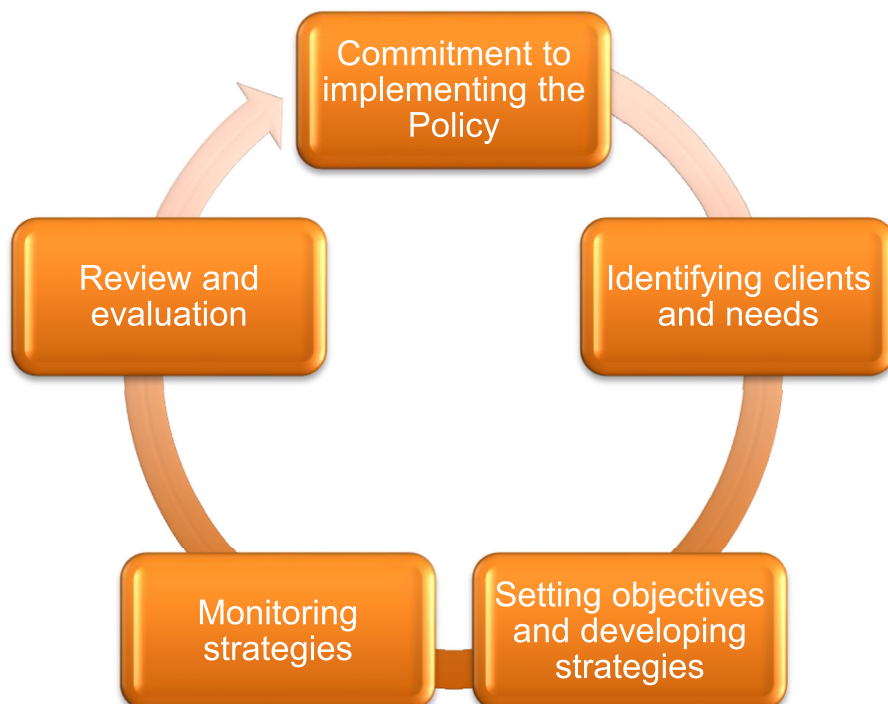 Commitment to
implementing the
Policy
Identifying clients
and needs
Setting objectives
and developing
strategies
Monitoring
strategies
Review and
evaluation